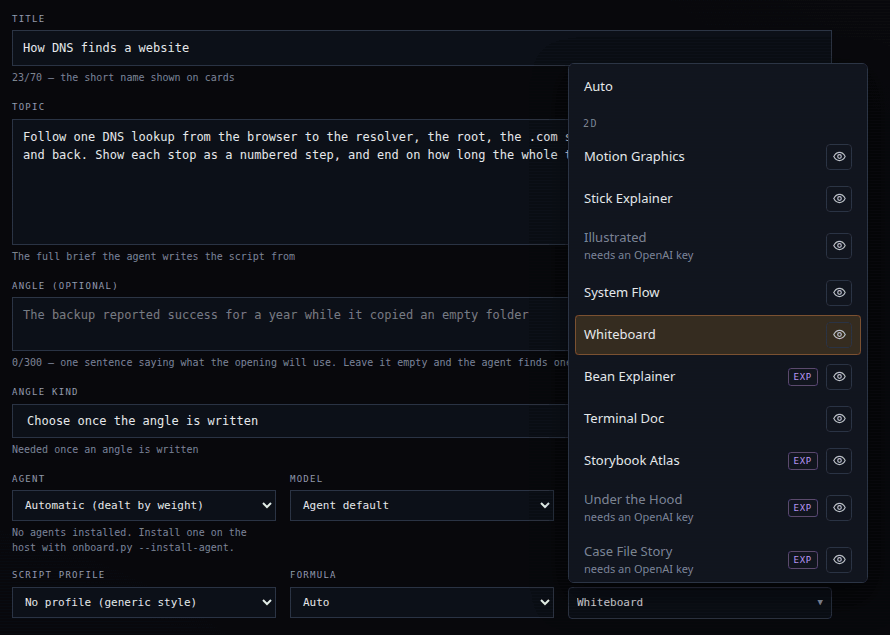 TITLE
How DNS finds a website
23/70 — the short name shown on cards
TOPIC
Follow one DNS lookup from the browser to the resolver, the root, the .com
and back. Show each stop as a numbered step, and end on how long the whole
The full brief the agent writes the script from
ANGLE (OPTIONAL)
The backup reported success for a year while it copied an empty folder
0/300 — one sentence saying what the opening will use. Leave it empty and the agent finds
ANGLE KIND
Choose once the angle is written
Needed once an angle is written
AGENT
Automatic (dealt by weight)
No agents installed. Install one on the
host with onboard.py --install-agent.
MODEL
Agent default
SCRIPT PROFILE
No profile (generic style)
FORMULA
Auto
Auto
2D
Motion Graphics
Stick Explainer
Illustrated
needs an OpenAI key
System Flow
Whiteboard
Bean Explainer EXP
Terminal Doc
Storybook Atlas EXP
Under the Hood EXP
needs an OpenAI key
Case File Story EXP
needs an OpenAI key
Whiteboard